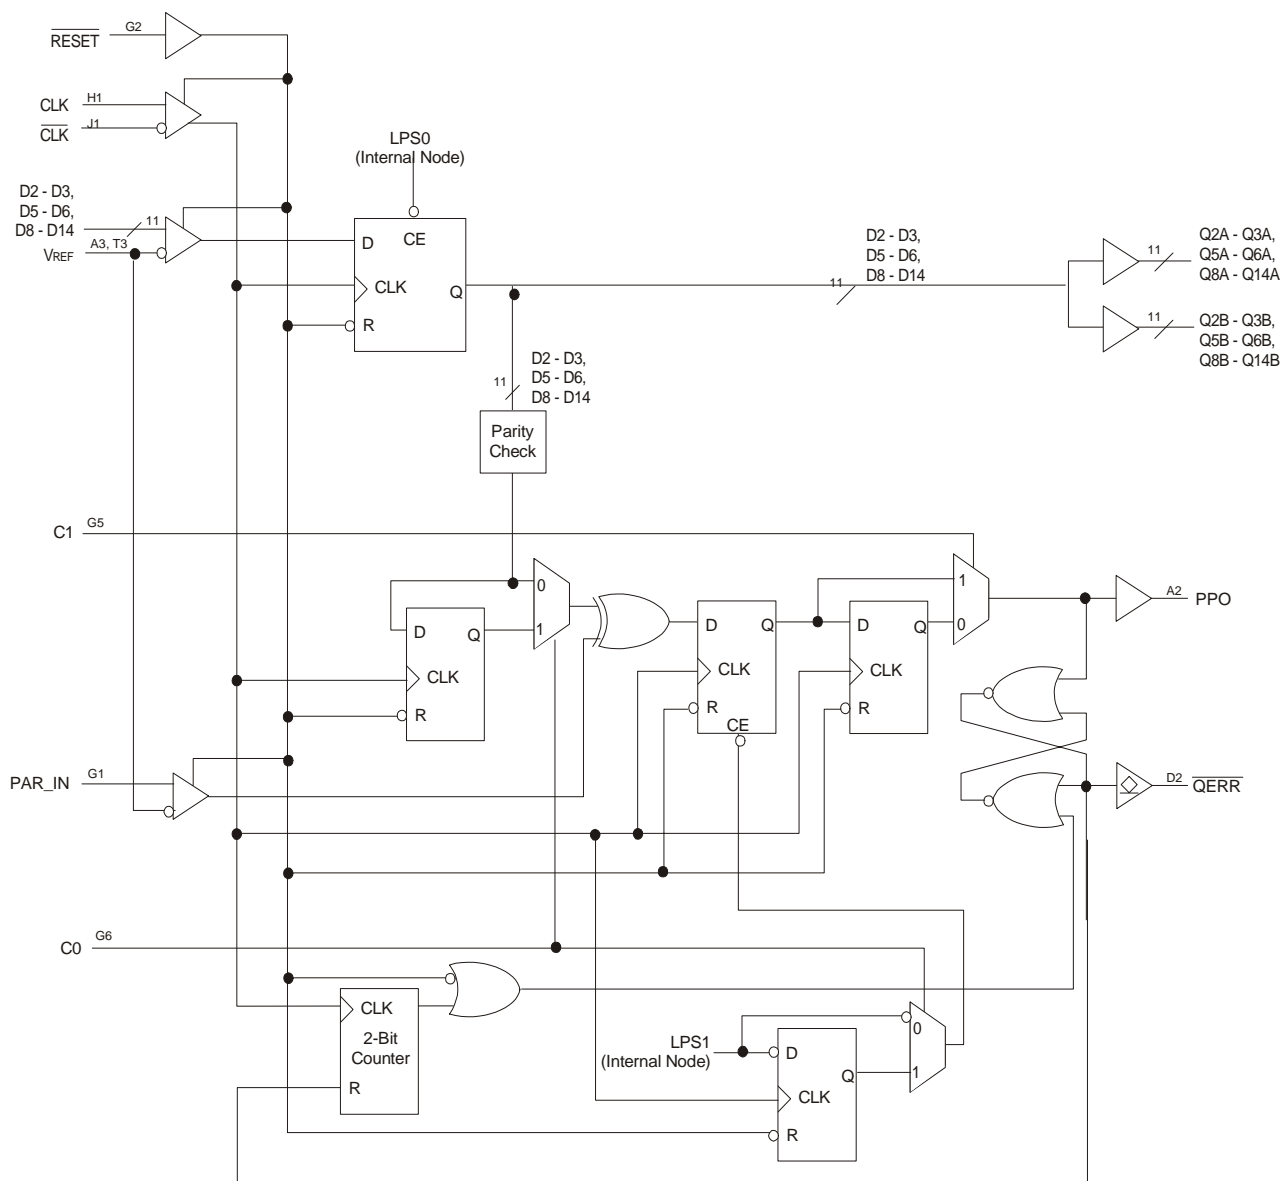 RESET
G2
CLK
H1
CLK
J1
LPS0
(Internal Node)
D2 - D3,
D5 - D6,
D8 - D14
11
VREF
A3, T3
D
CE
CLK
Q
R
D2 - D3,
D5 - D6,
D8 - D14
11
11
Q2A - Q3A,
Q5A - Q6A,
Q8A - Q14A
11
Q2B - Q3B,
Q5B - Q6B,
Q8B - Q14B
D2 - D3,
D5 - D6,
D8 - D14
11
Parity
Check
C1
G5
0
1
D
Q
CLK
R
D
Q
CLK
R
CE
D
Q
CLK
R
1
0
A2
PPO
PAR_IN
G1
D2
QERR
C0
G6
CLK
2-Bit
Counter
R
LPS1
(Internal Node)
D
Q
CLK
R
0
1